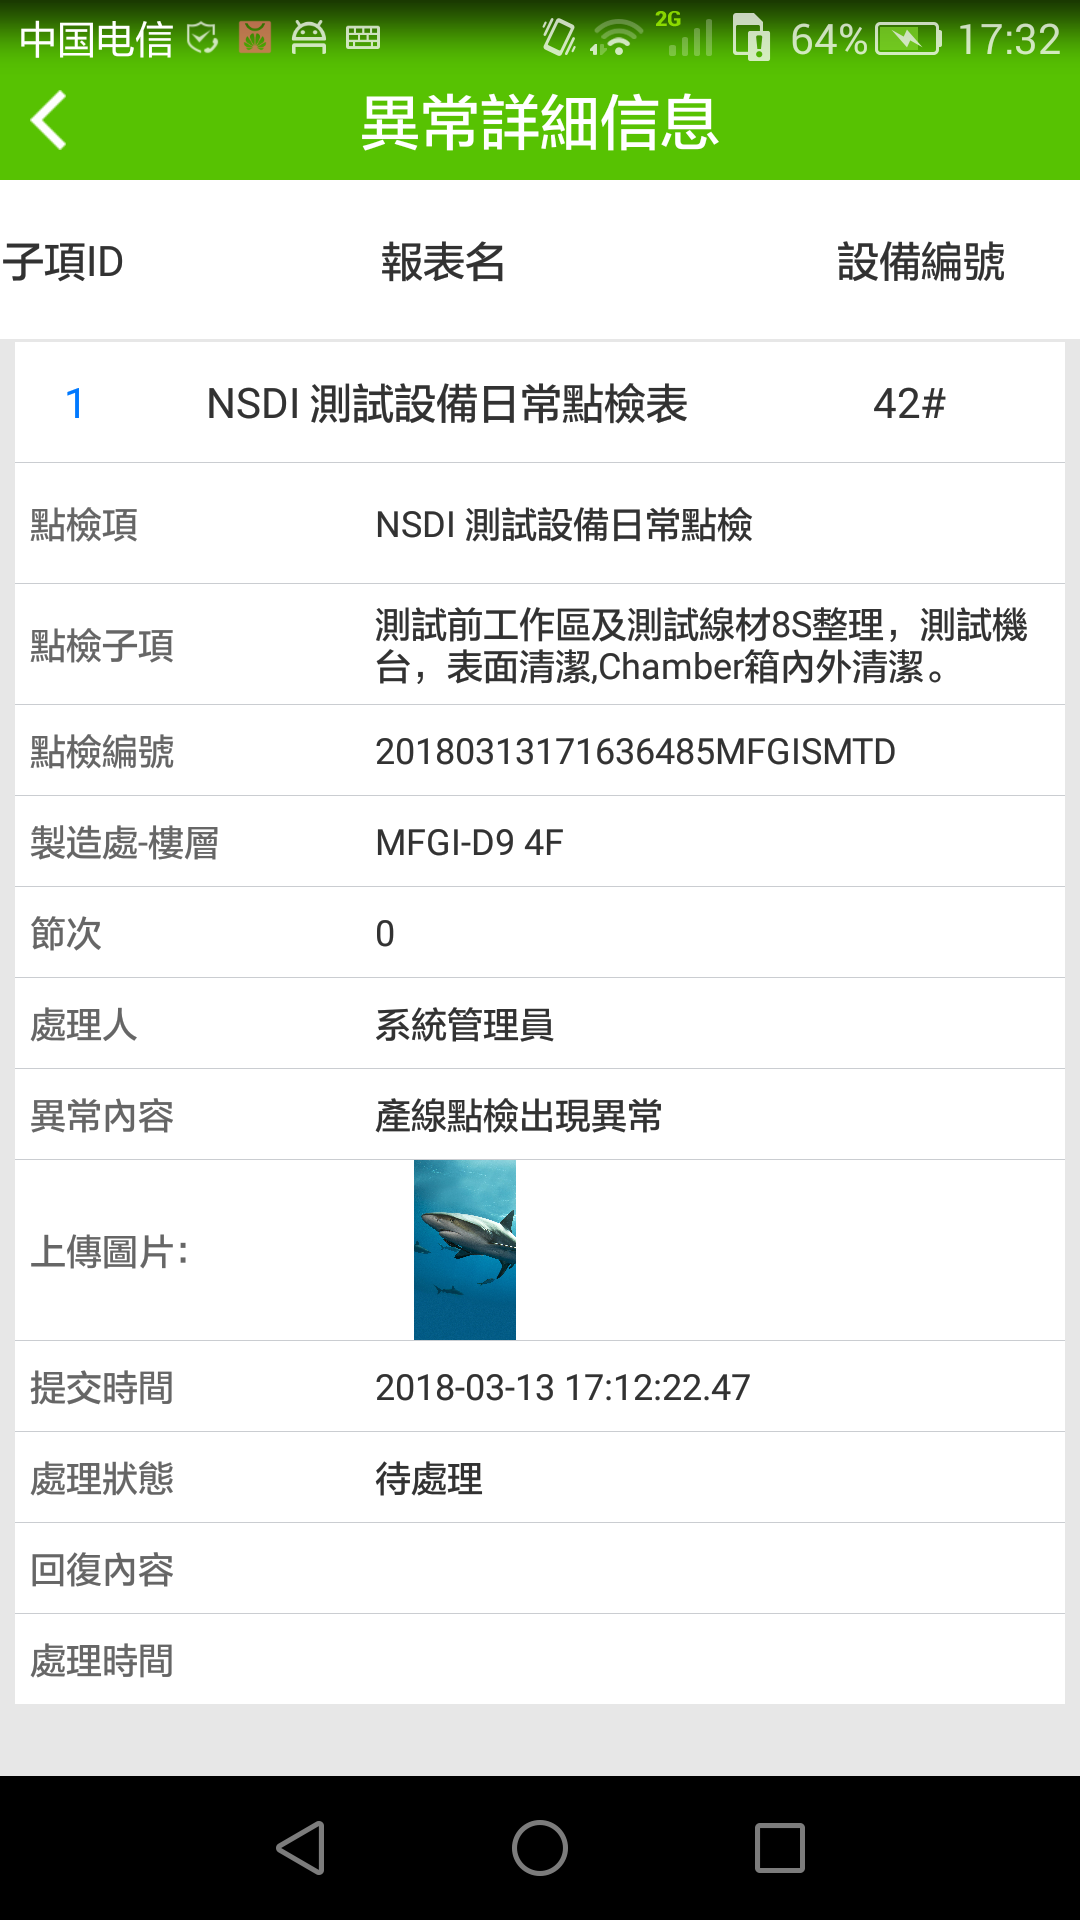 中国电信 2G 64% 17:32
異常詳細信息
子項ID 報表名 設備編號
1 NSDI 測試設備日常點檢表 42#
點檢項 NSDI 測試設備日常點檢
點檢子項 測試前工作區及測試線材8S整理，測試機
台，表面清潔,Chamber箱內外清潔。
點檢編號 20180313171636485MFGISMTD
製造處-樓層 MFGI-D9 4F
節次 0
處理人 系統管理員
異常內容 產線點檢出現異常
上傳圖片:
提交時間 2018-03-13 17:12:22.47
處理狀態 待處理
回復內容
處理時間